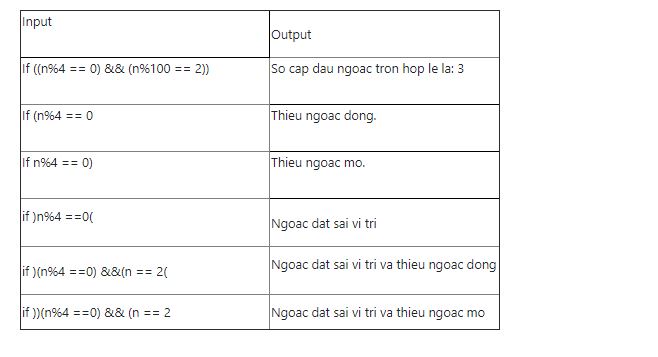 Input
Output
If ((n%4 == 0) && (n%100 == 2))
So cap dau ngoac tron hop le la: 3
If (n%4 == 0
Thieu ngoac dong.
If n%4 == 0)
Thieu ngoac mo.
if )n%4 ==0(
Ngoac dat sai vi tri
if )(n%4 ==0) &&(n == 2(
Ngoac dat sai vi tri va thieu ngoac dong
if ))(n%4 ==0) && (n == 2
Ngoac dat sai vi tri va thieu ngoac mo